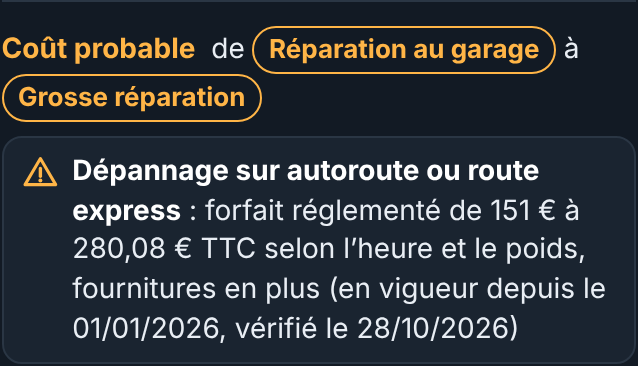 Coût probable de Réparation au garage à
Grosse réparation
Dépannage sur autoroute ou route
express : forfait réglementé de 151 € à
280,08 € TTC selon l’heure et le poids,
fournitures en plus (en vigueur depuis le
01/01/2026, vérifié le 28/10/2026)